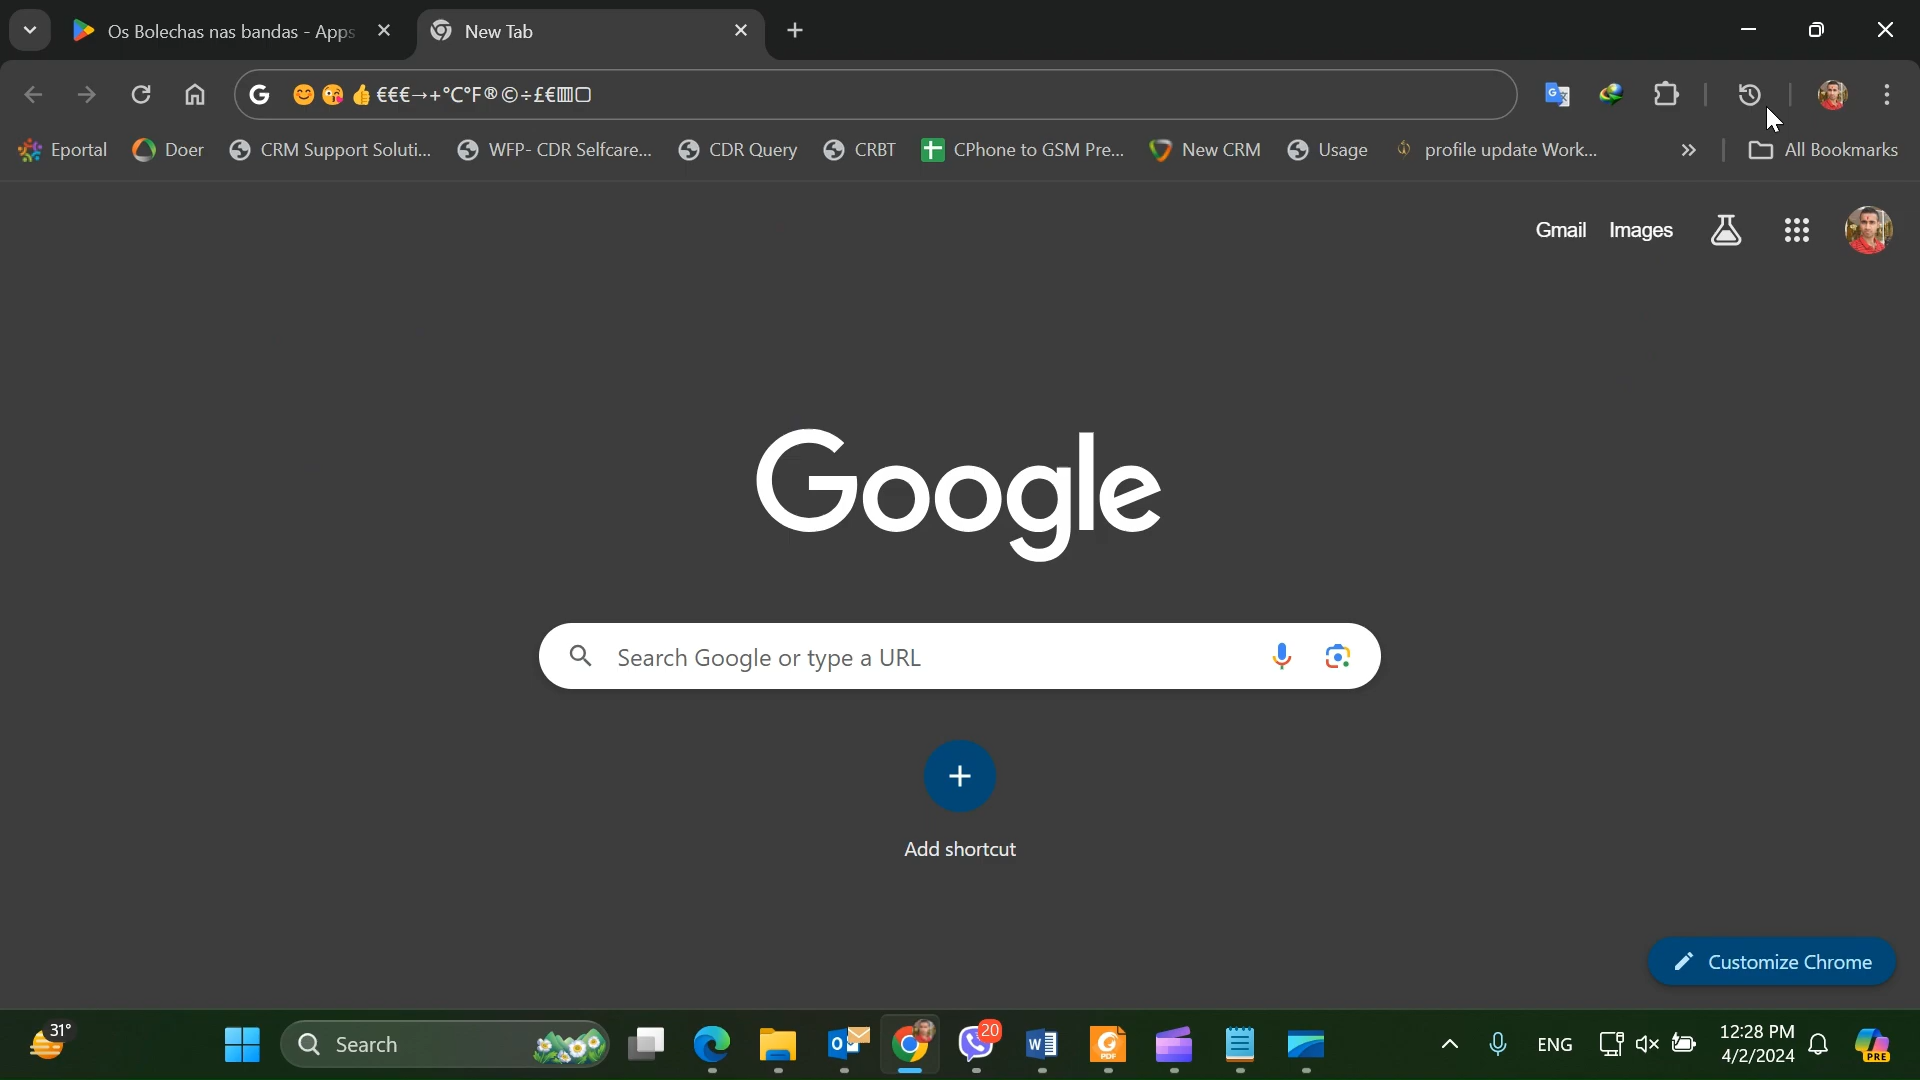 Os Bolechas nas bandas - Apps
New Tab
😊😘👍€€€→+℃℉®©÷£€▥▢
Eportal Doer CRM Support Soluti... WFP- CDR Selfcare... CDR Query CRBT CPhone to GSM Pre... New CRM Usage profile update Work... » All Bookmarks
Gmail Images
Google
Search Google or type a URL
Add shortcut
Customize Chrome
31°
Search
20
ENG
12:28 PM
4/2/2024
PRE